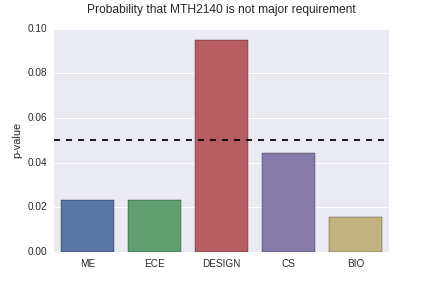 Probability that MTH2140 is not major requirement
0.10
0.08
0.06
0.04
0.02
0.00
p-value
ME ECE DESIGN CS BIO